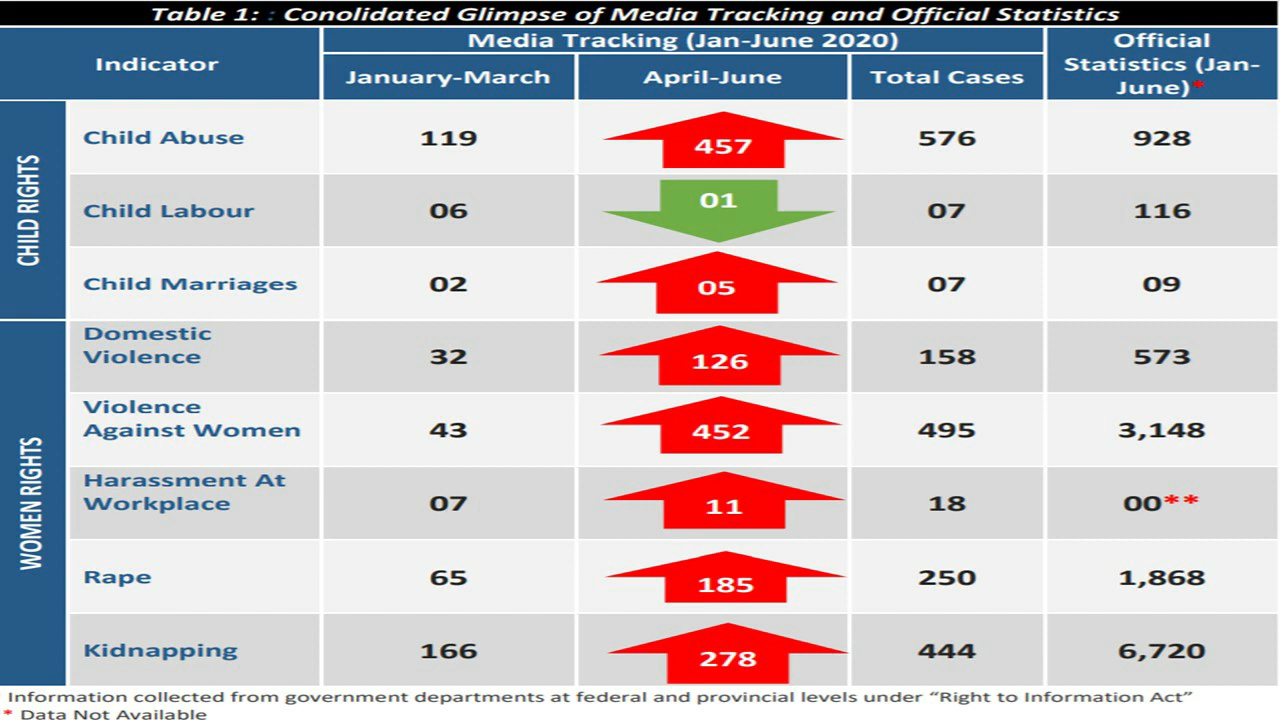 Table 1: : Conolidated Glimpse of Media Tracking and Official Statistics
Indicator
Media Tracking (Jan-June 2020)
Official
Statistics (Jan-
June)*
January-March
April-June
Total Cases
CHILD RIGHTS
Child Abuse
119
457
576
928
Child Labour
06
01
07
116
Child Marriages
02
05
07
09
WOMEN RIGHTS
Domestic
Violence
32
126
158
573
Violence
Against Women
43
452
495
3,148
Harassment At
Workplace
07
11
18
00**
Rape
65
185
250
1,868
Kidnapping
166
278
444
6,720
Information collected from government departments at federal and provincial levels under “Right to Information Act”
* Data Not Available